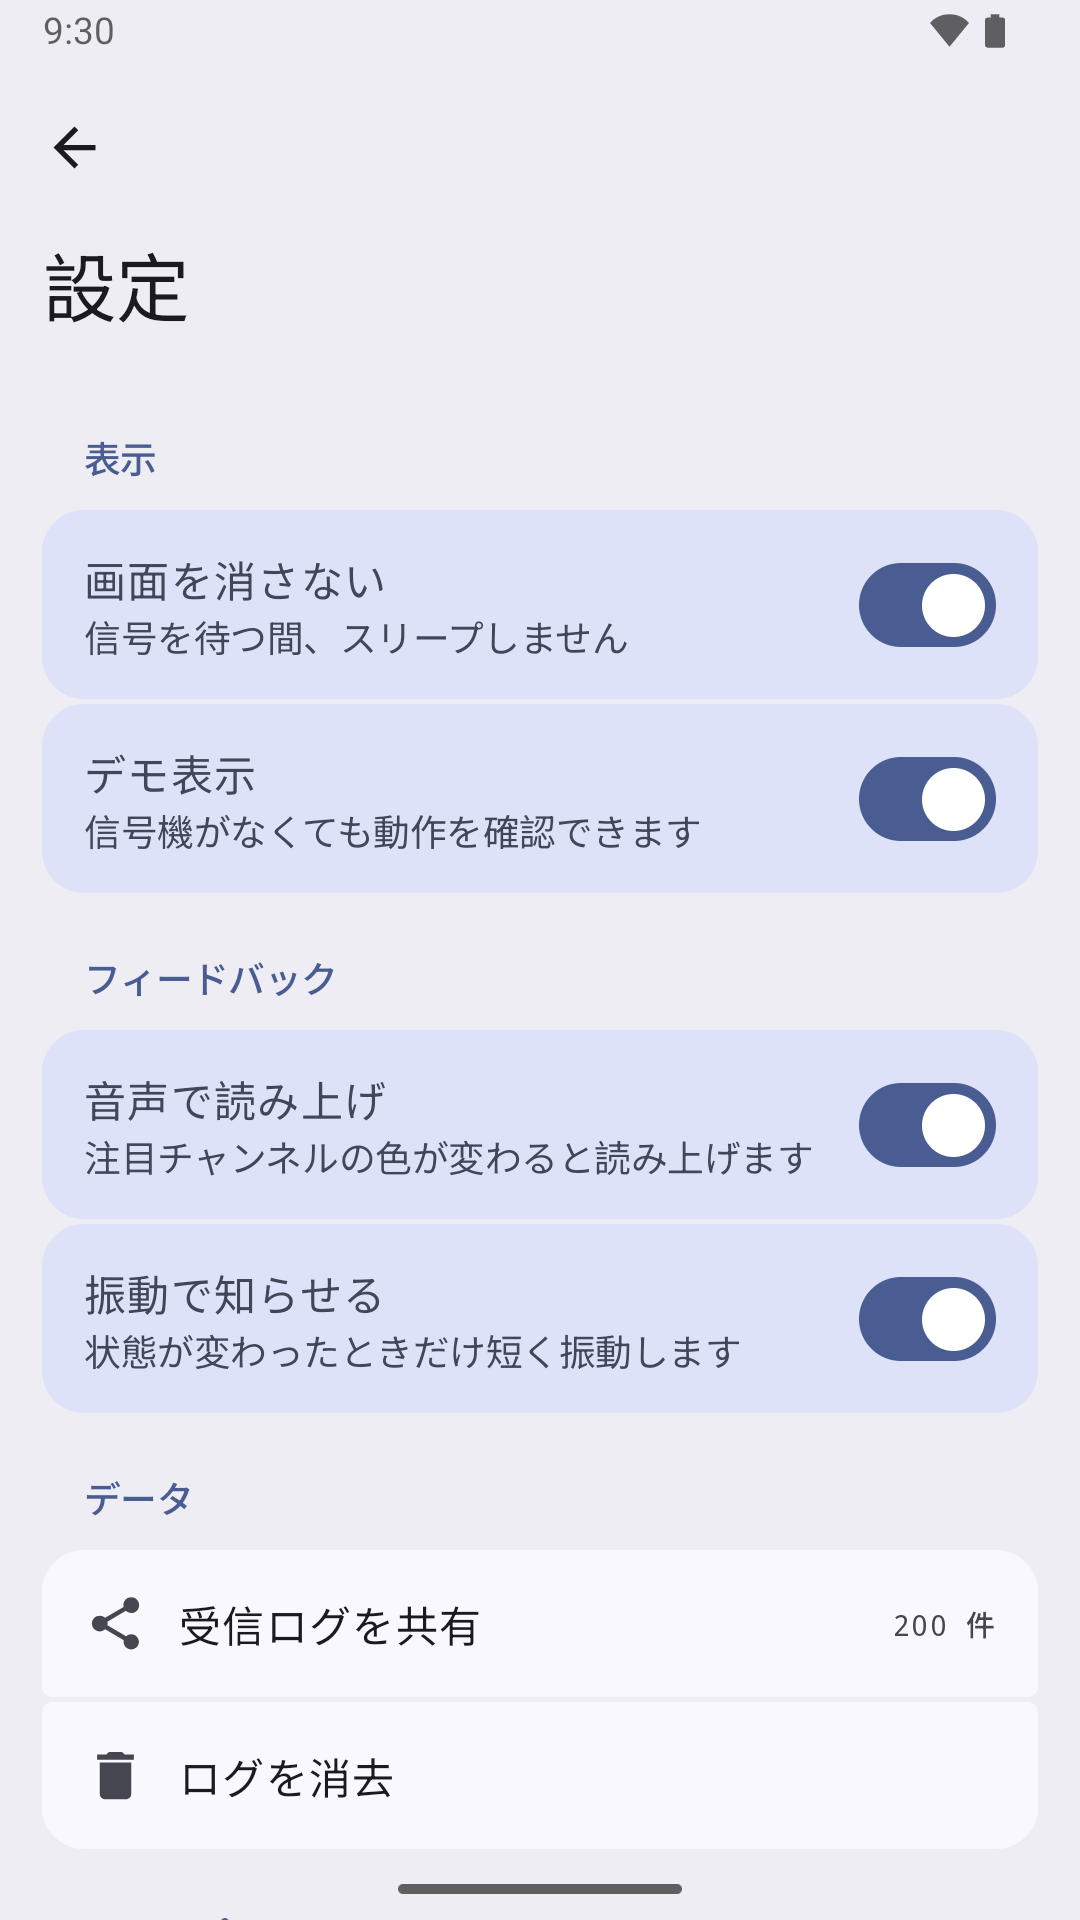 9:30
設定
表示
画面を消さない
信号を待つ間、スリープしません
デモ表示
信号機がなくても動作を確認できます
フィードバック
音声で読み上げ
注目チャンネルの色が変わると読み上げます
振動で知らせる
状態が変わったときだけ短く振動します
データ
受信ログを共有
200 件
ログを消去